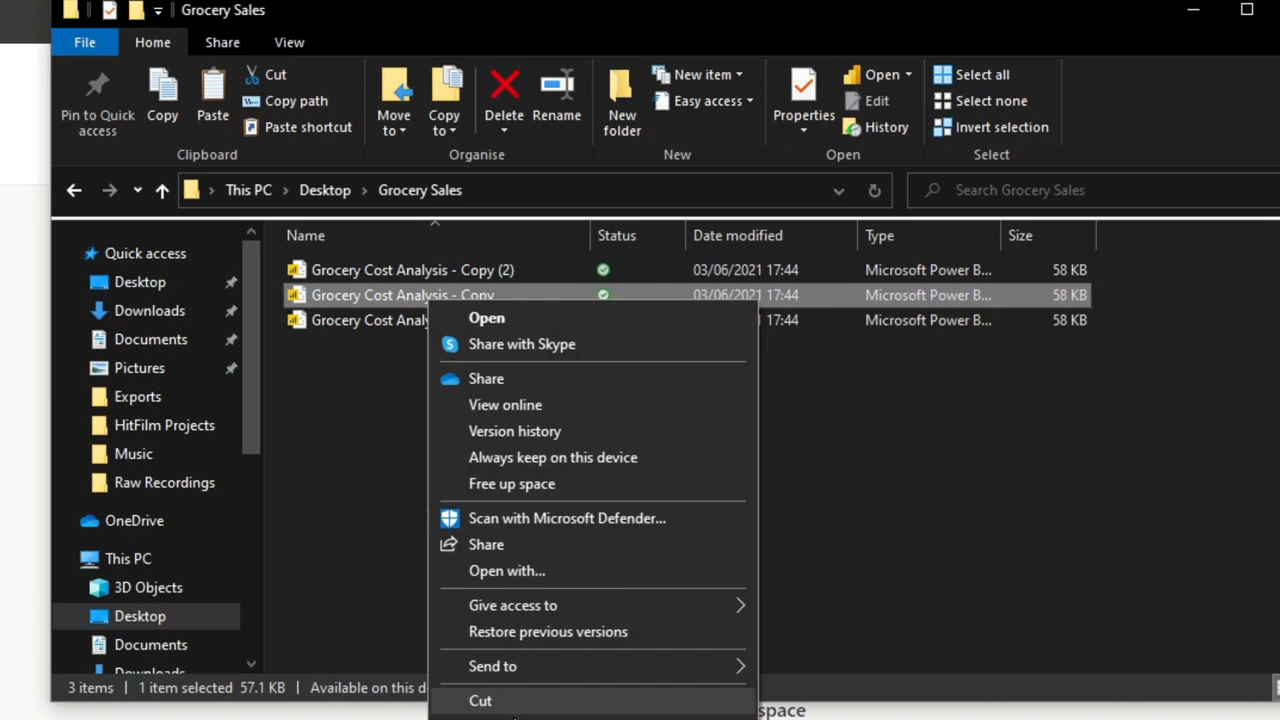 Grocery Sales
File Home Share View
Pin to Quick access
Copy
Paste
Cut
Copy path
Paste shortcut
Clipboard
Move to
Copy to
Delete
Rename
Organise
New folder
New item
Easy access
New
Properties
Open
Edit
History
Open
Select all
Select none
Invert selection
Select
This PC Desktop Grocery Sales
Search Grocery Sales
Name Status Date modified Type Size
Grocery Cost Analysis - Copy (2) 03/06/2021 17:44 Microsoft Power B... 58 KB
Grocery Cost Analysis - Copy 03/06/2021 17:44 Microsoft Power B... 58 KB
Grocery Cost 17:44 Microsoft Power B... 58 KB
Quick access
Desktop
Downloads
Documents
Pictures
Exports
HitFilm Projects
Music
Raw Recordings
OneDrive
This PC
3D Objects
Desktop
Documents
Downloads
Open
Share with Skype
Share
View online
Version history
Always keep on this device
Free up space
Scan with Microsoft Defender...
Share
Open with...
Give access to
Restore previous versions
Send to
Cut
3 items 1 item selected 57.1 KB Available on this d
space